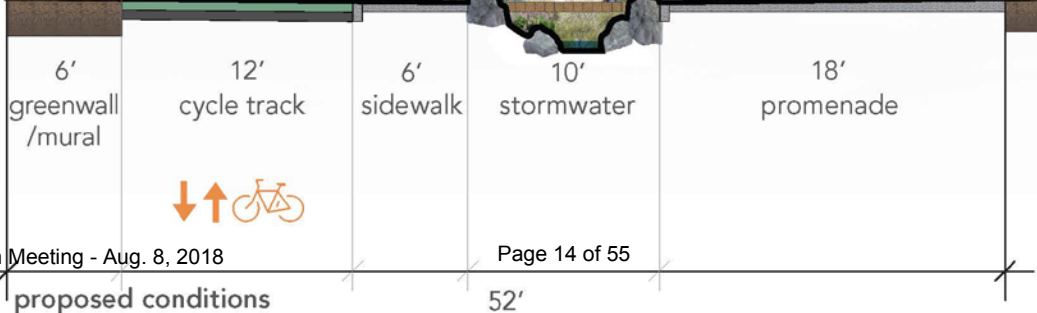 6′
greenwall
/mural
12′
cycle track
6′
sidewalk
10′
stormwater
18′
promenade
Meeting - Aug. 8, 2018
Page 14 of 55
proposed conditions
52′